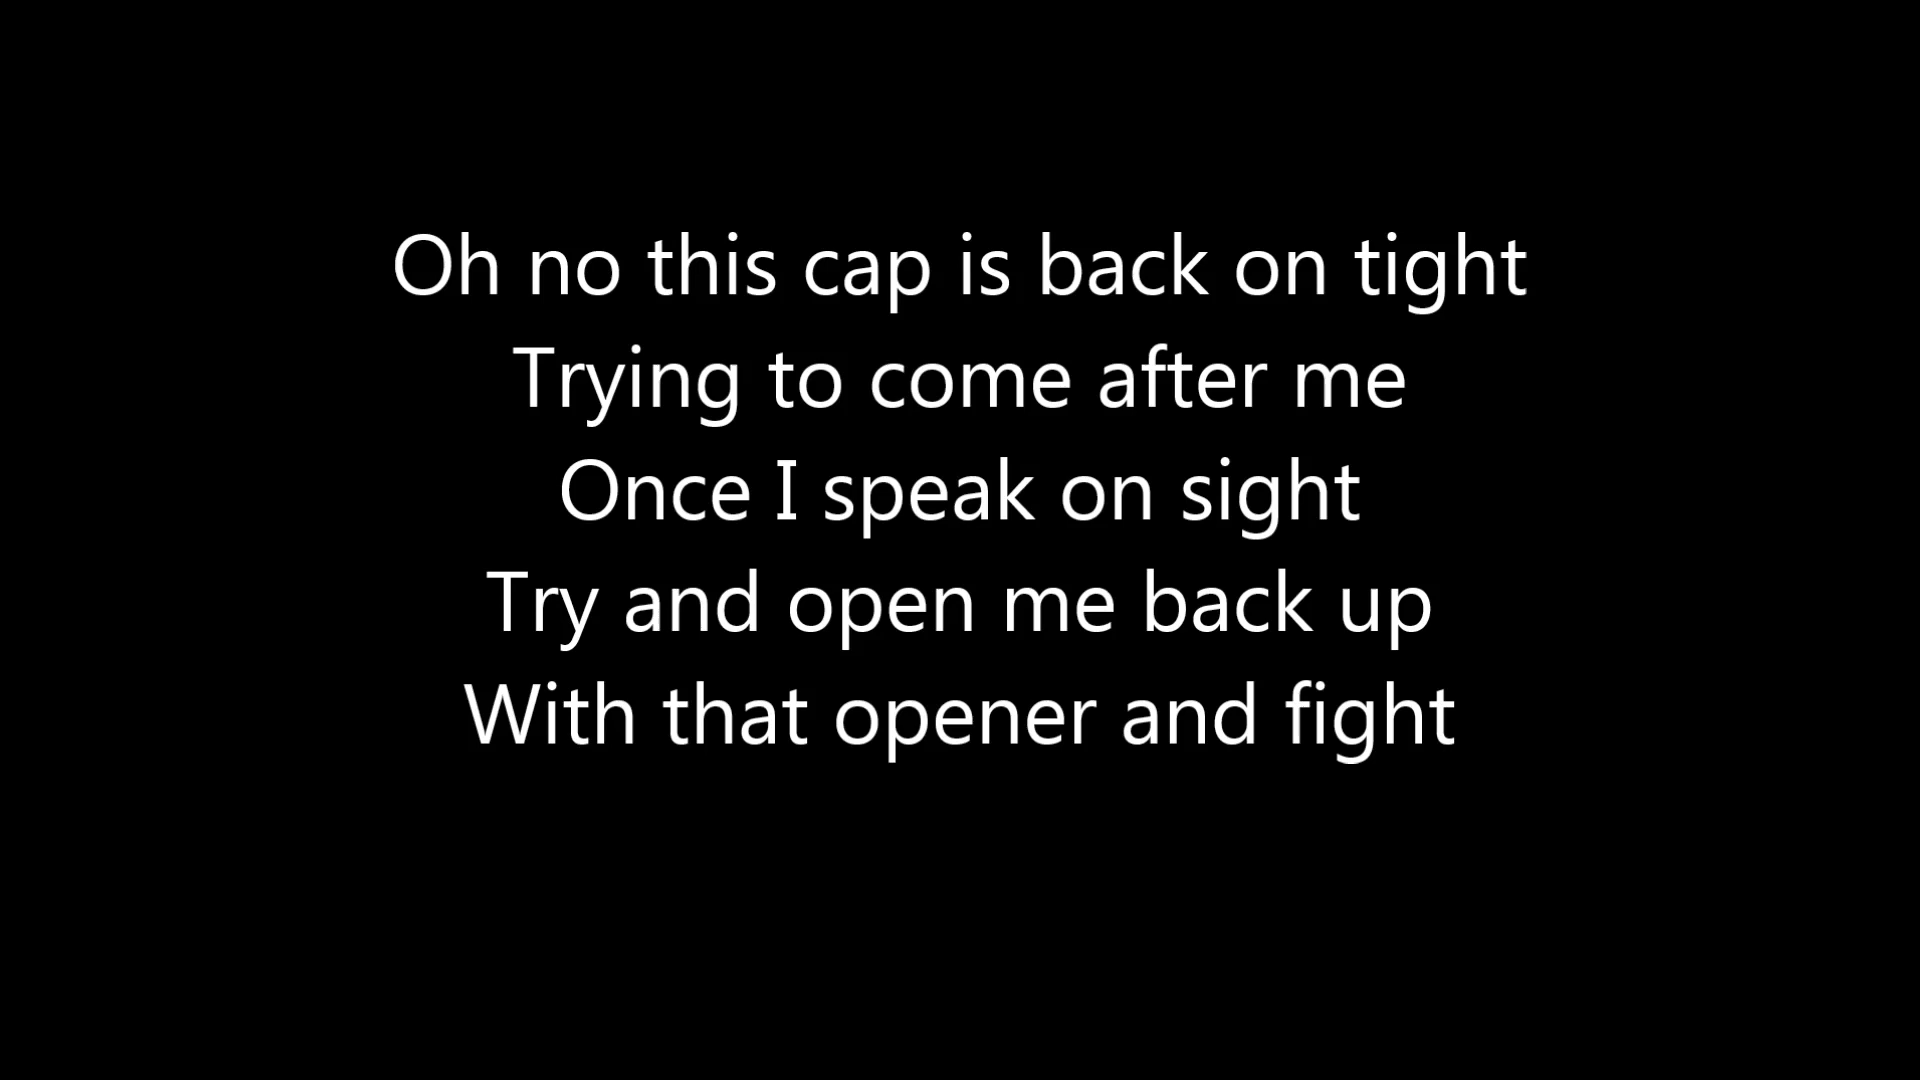 Oh no this cap is back on tight
Trying to come after me
Once I speak on sight
Try and open me back up
With that opener and fight